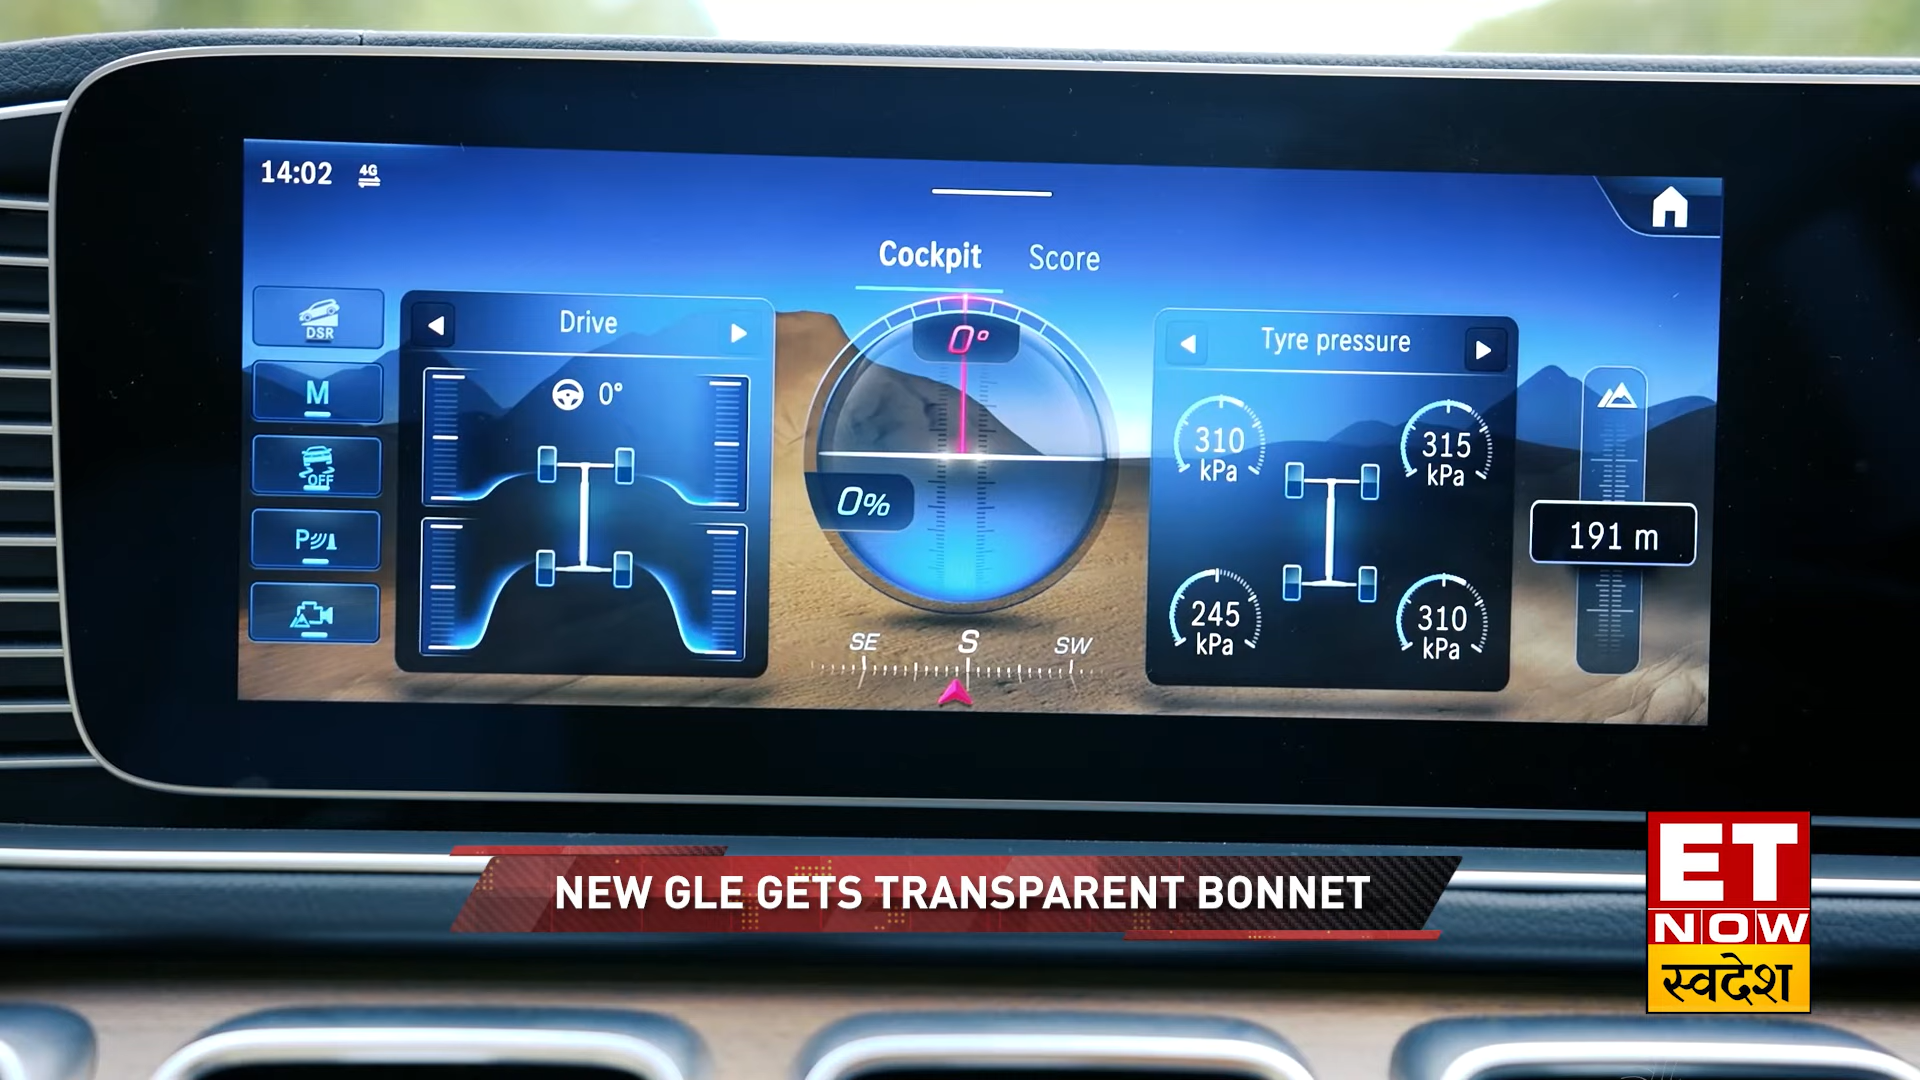 14:02 4G
Cockpit Score
DSR
M
OFF
P
Drive
0°
0°
0%
SE S SW
Tyre pressure
310 kPa
315 kPa
245 kPa
310 kPa
191 m
NEW GLE GETS TRANSPARENT BONNET
ET
NOW
स्वदेश